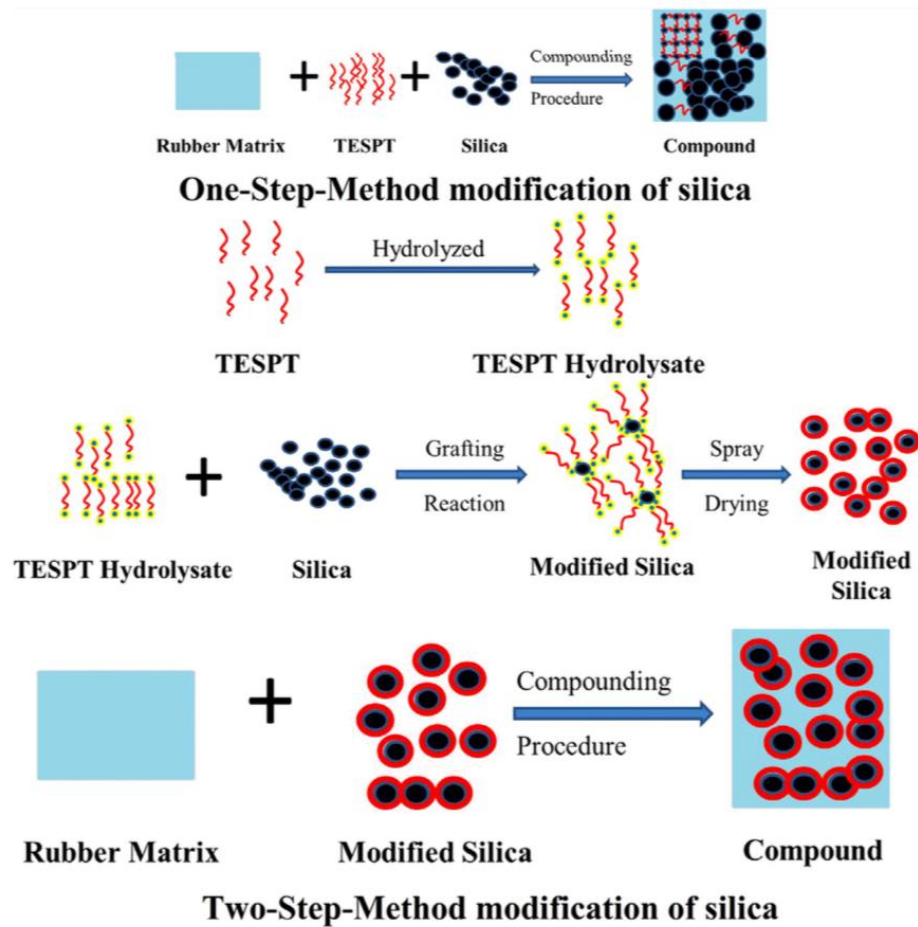 Compounding
Procedure
Rubber Matrix
TESPT
Silica
Compound
One-Step-Method modification of silica
Hydrolyzed
TESPT
TESPT Hydrolysate
Grafting
Reaction
Spray
Drying
TESPT Hydrolysate
Silica
Modified Silica
Modified
Silica
Compounding
Procedure
Rubber Matrix
Modified Silica
Compound
Two-Step-Method modification of silica